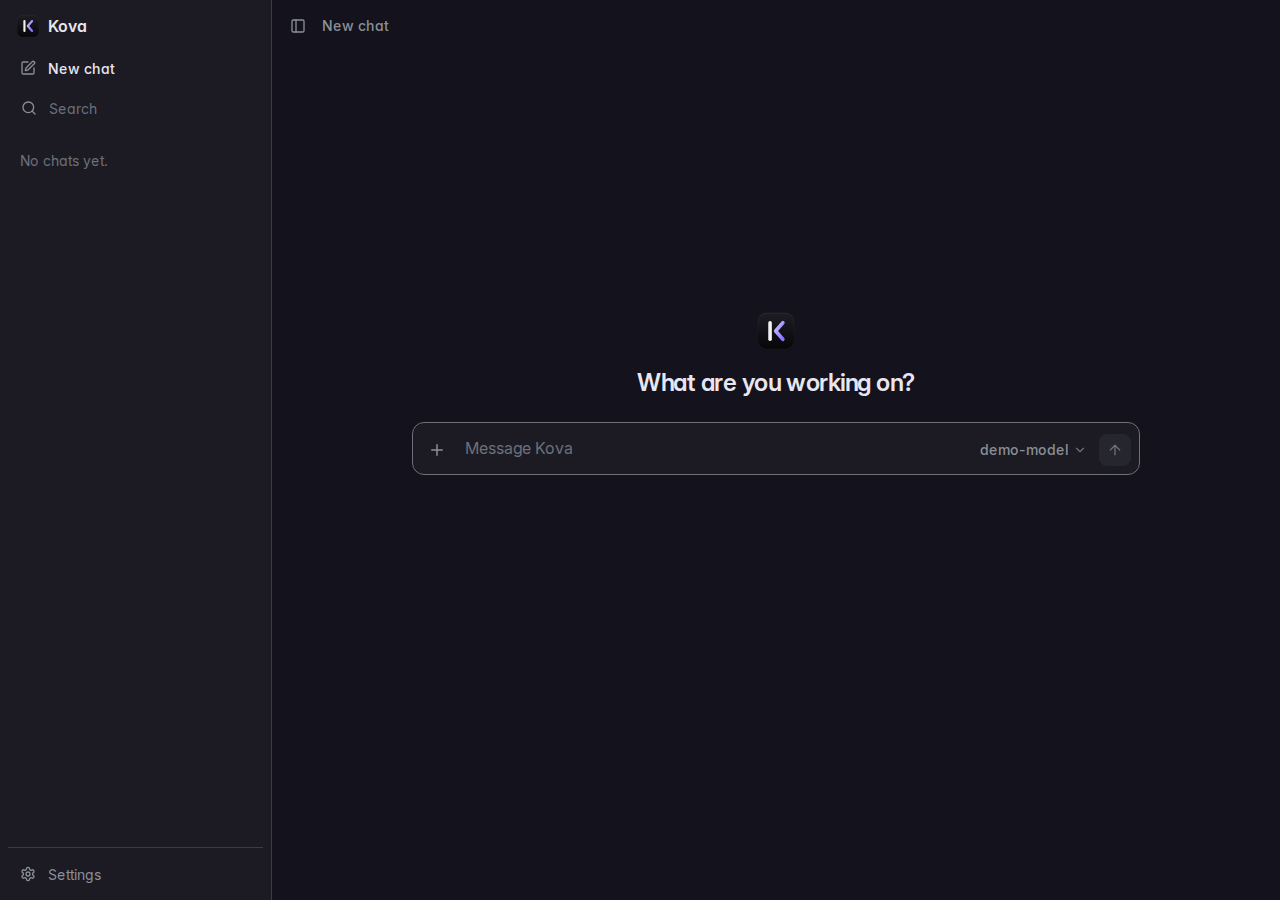 Kova
New chat
Search
No chats yet.
Settings
New chat
What are you working on?
Message Kova
demo-model